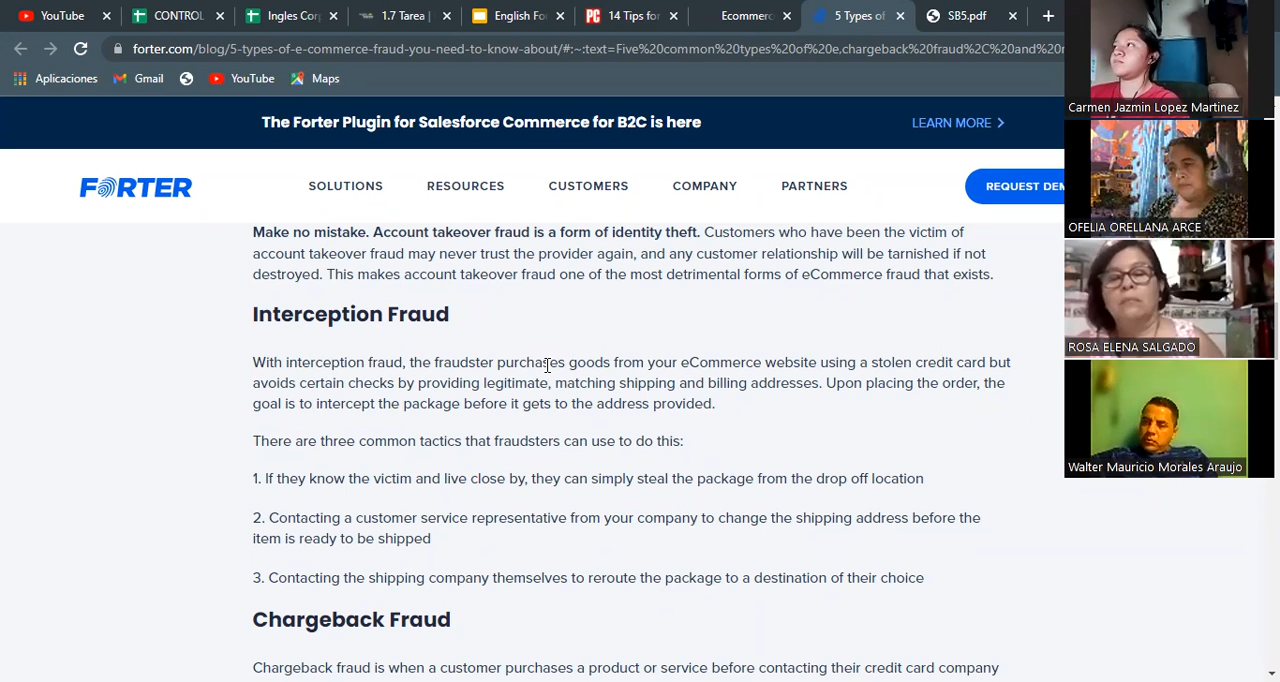 YouTube
CONTROL
Ingles Cor
1.7 Tarea |
English Fo
14 Tips for
Ecommerc
5 Types of
SB5.pdf
forter.com/blog/5-types-of-e-commerce-fraud-you-need-to-know-about/#:~:text=Five%20common%20types%20of%20e,chargeback%20fraud%2C%20and%20r
Aplicaciones
Gmail
YouTube
Maps
The Forter Plugin for Salesforce Commerce for B2C is here
LEARN MORE
FORTER
SOLUTIONS
RESOURCES
CUSTOMERS
COMPANY
PARTNERS
REQUEST DEM
Make no mistake. Account takeover fraud is a form of identity theft. Customers who have been the victim of
account takeover fraud may never trust the provider again, and any customer relationship will be tarnished if not
destroyed. This makes account takeover fraud one of the most detrimental forms of eCommerce fraud that exists.
Interception Fraud
With interception fraud, the fraudster purchases goods from your eCommerce website using a stolen credit card but
avoids certain checks by providing legitimate, matching shipping and billing addresses. Upon placing the order, the
goal is to intercept the package before it gets to the address provided.
There are three common tactics that fraudsters can use to do this:
1. If they know the victim and live close by, they can simply steal the package from the drop off location
2. Contacting a customer service representative from your company to change the shipping address before the
item is ready to be shipped
3. Contacting the shipping company themselves to reroute the package to a destination of their choice
Chargeback Fraud
Chargeback fraud is when a customer purchases a product or service before contacting their credit card company
Carmen Jazmin Lopez Martinez
OFELIA ORELLANA ARCE
ROSA ELENA SALGADO
Walter Mauricio Morales Araujo